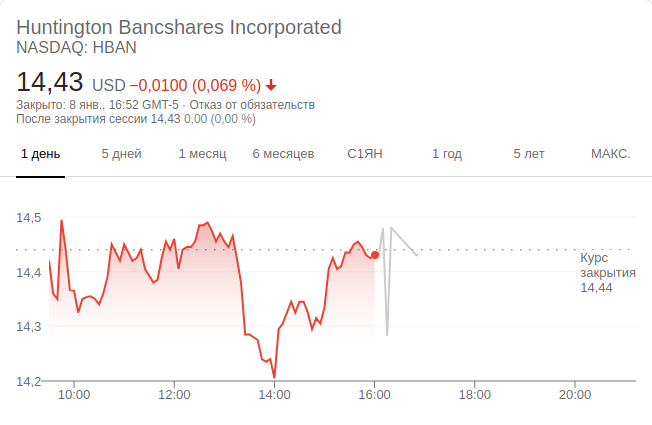 Huntington Bancshares Incorporated
NASDAQ: HBAN
14,43 USD −0,0100 (0,069 %)
Закрыто: 8 янв., 16:52 GMT-5 · Отказ от обязательств
После закрытия сессии 14,43 0,00 (0,00 %)
1 день 5 дней 1 месяц 6 месяцев С1ЯН 1 год 5 лет МАКС.
14,5
14,4
14,3
14,2
Курс
закрытия
14,44
10:00 12:00 14:00 16:00 18:00 20:00